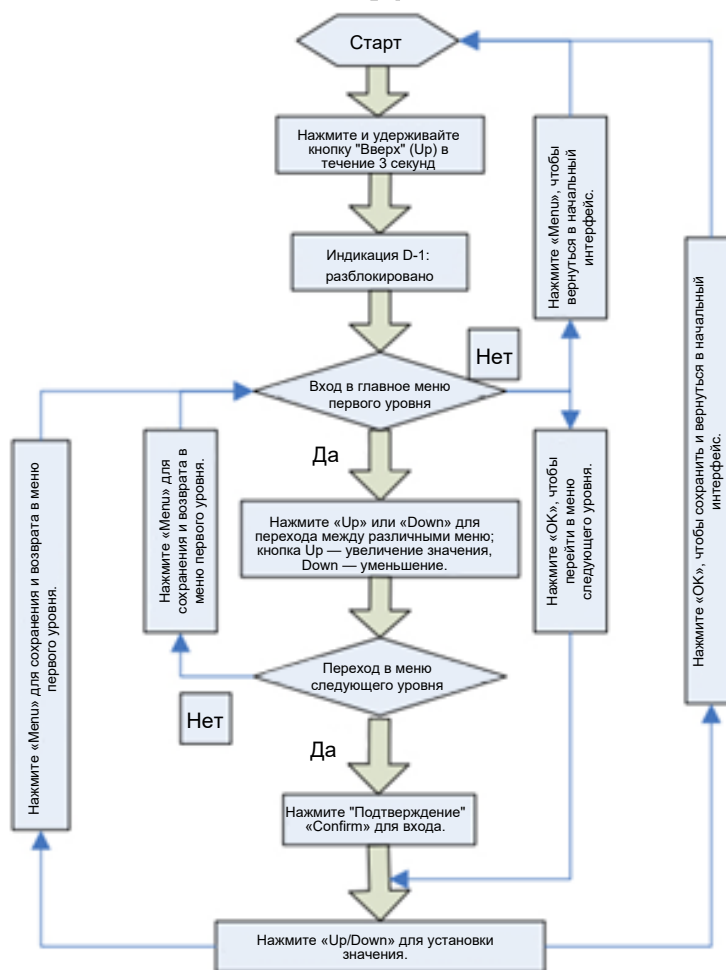 Старт
Нажмите и удерживайте
кнопку "Вверх" (Up) в
течение 3 секунд
Индикация D-1:
разблокировано
Вход в главное меню
первого уровня
Нет
Да
Нажмите «Menu», чтобы
вернуться в начальный
интерфейс.
Нажмите «OK», чтобы сохранить и вернуться в начальный
интерфейс.
Нажмите «Menu» для сохранения и возврата в меню
первого уровня.
Нажмите «Menu» для
сохранения и возврата в
меню первого уровня.
Нажмите «Up» или «Down» для
перехода между различными меню;
кнопка Up — увеличение значения,
Down — уменьшение.
Нажмите «OK», чтобы
перейти в меню
следующего уровня.
Переход в меню
следующего уровня
Нет
Да
Нажмите "Подтверждение"
«Confirm» для входа.
Нажмите «Up/Down» для установки
значения.